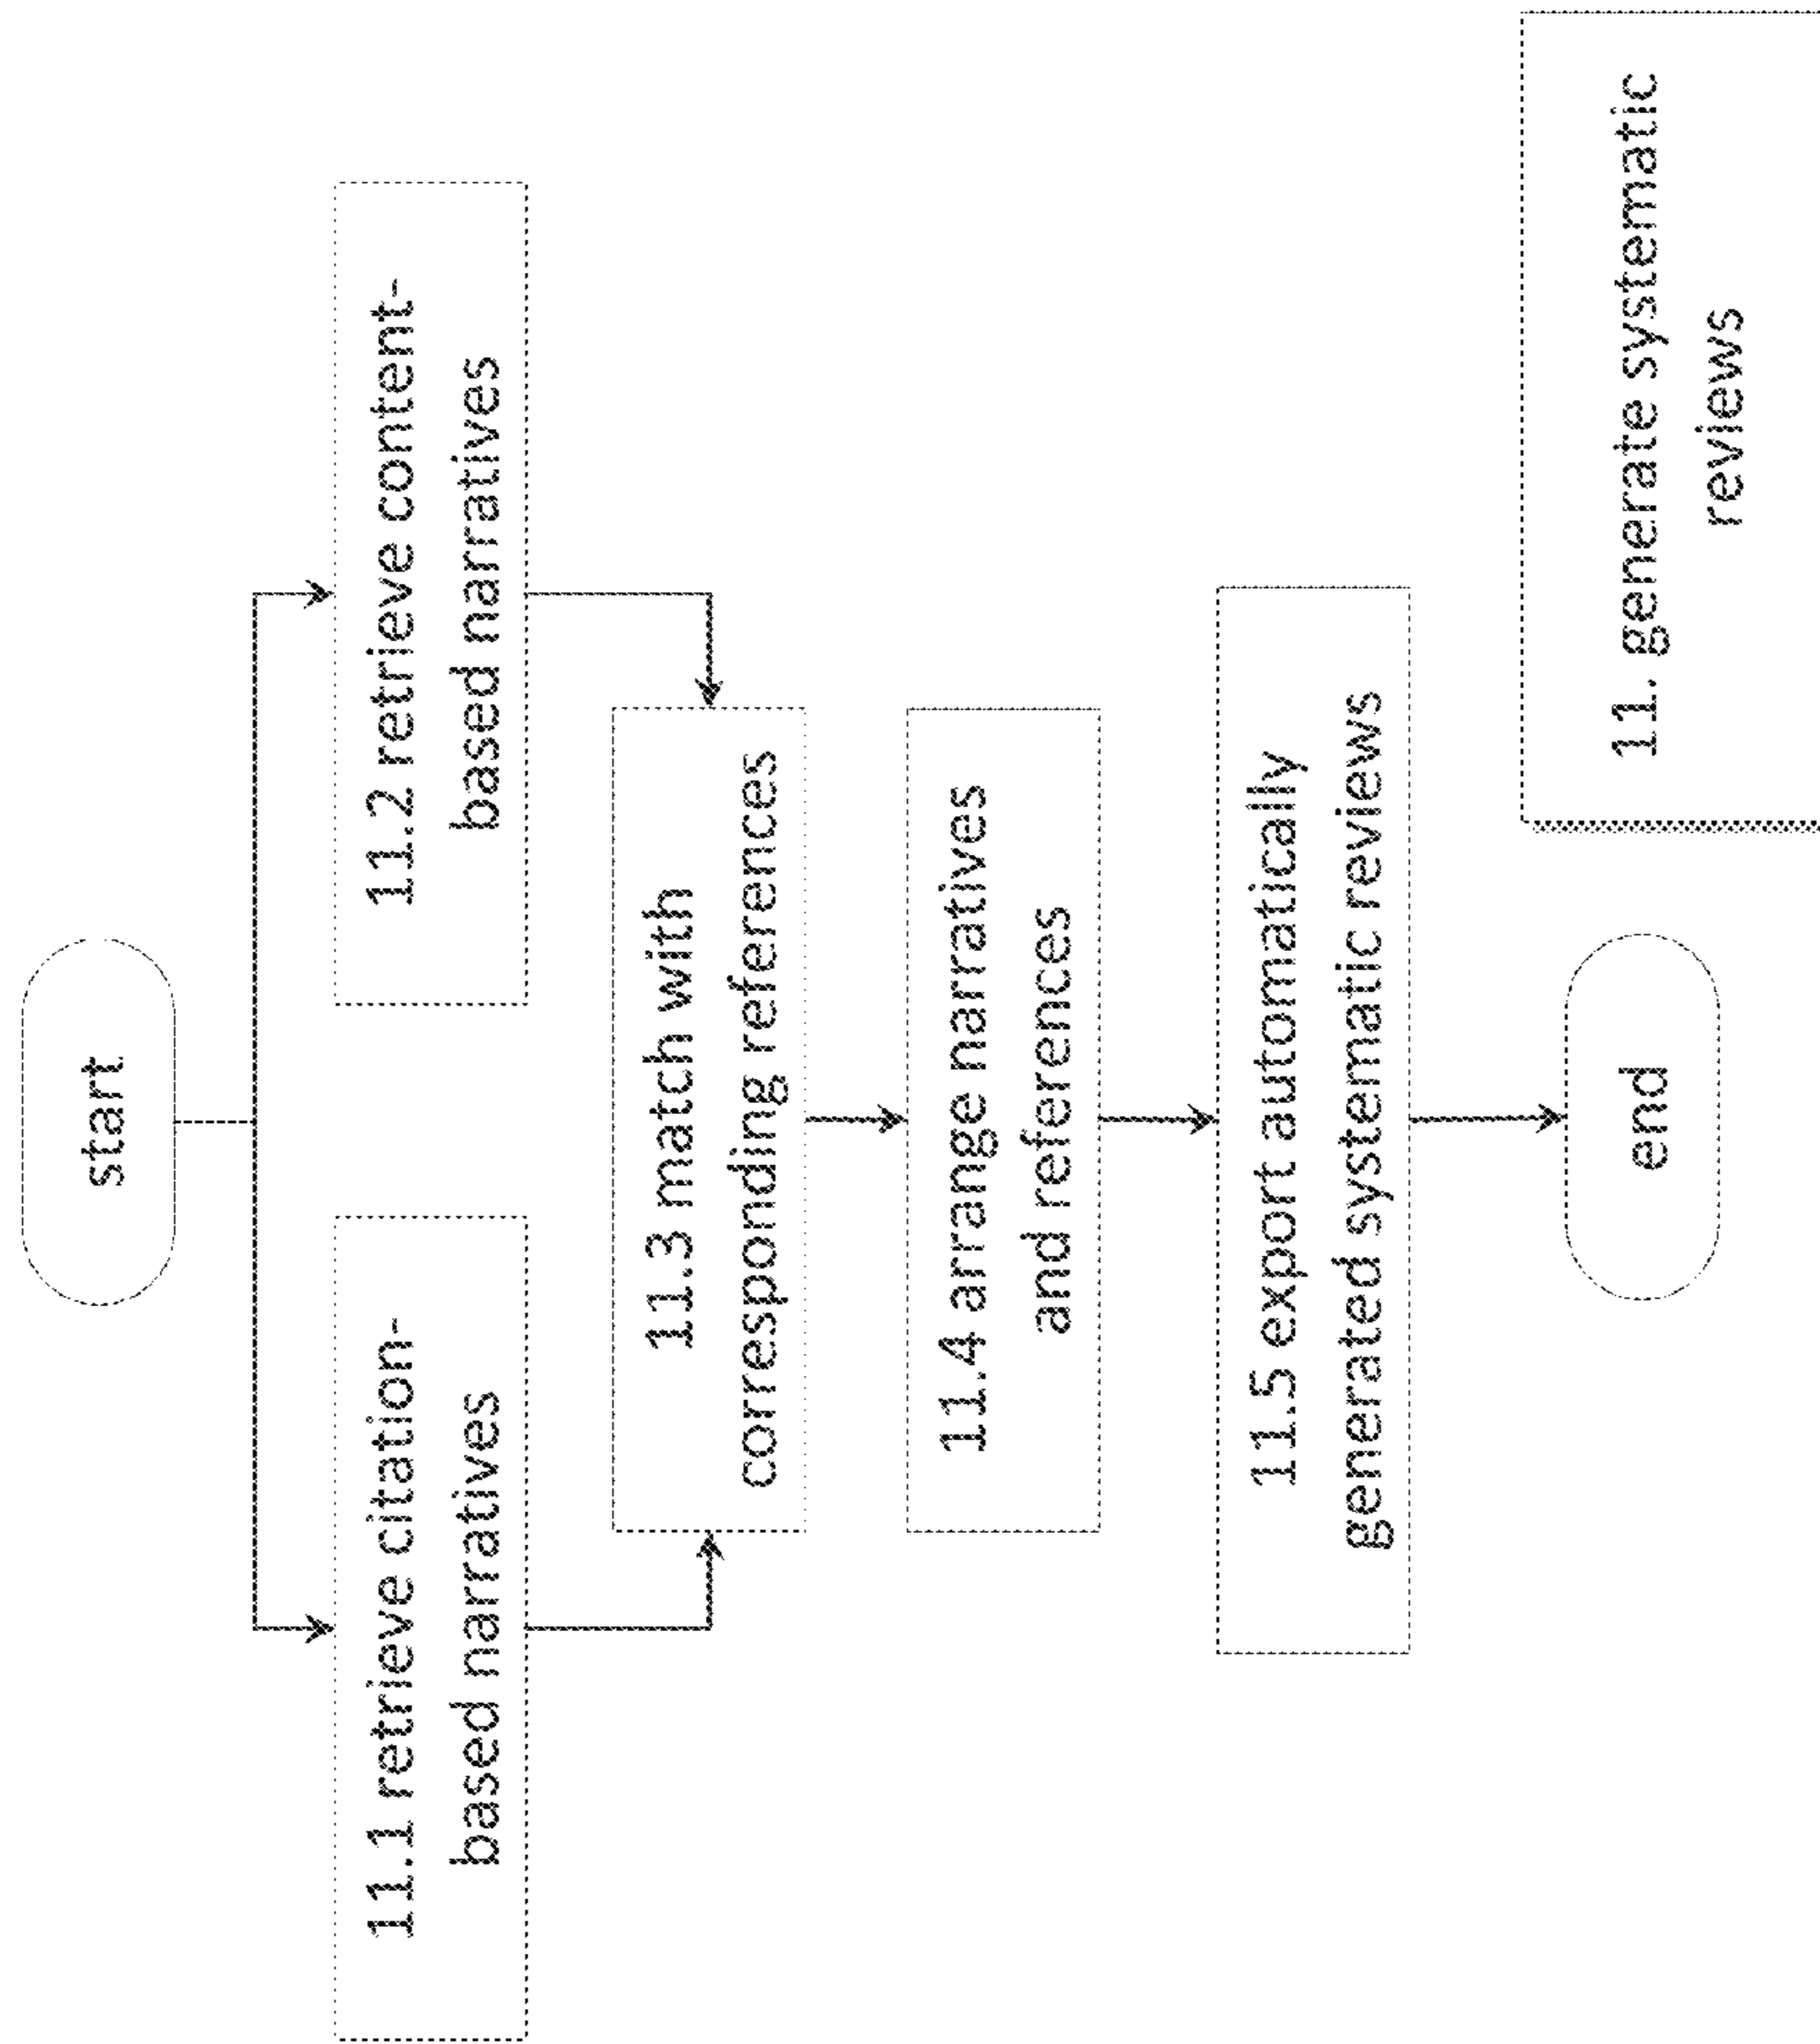 start
11.1 retrieve citation-
based narratives
11.2 retrieve content-
based narratives
11.3 match with
corresponding references
11.4 arrange narratives
and references
11.5 export automatically
generated systematic reviews
end
11. generate systematic
reviews